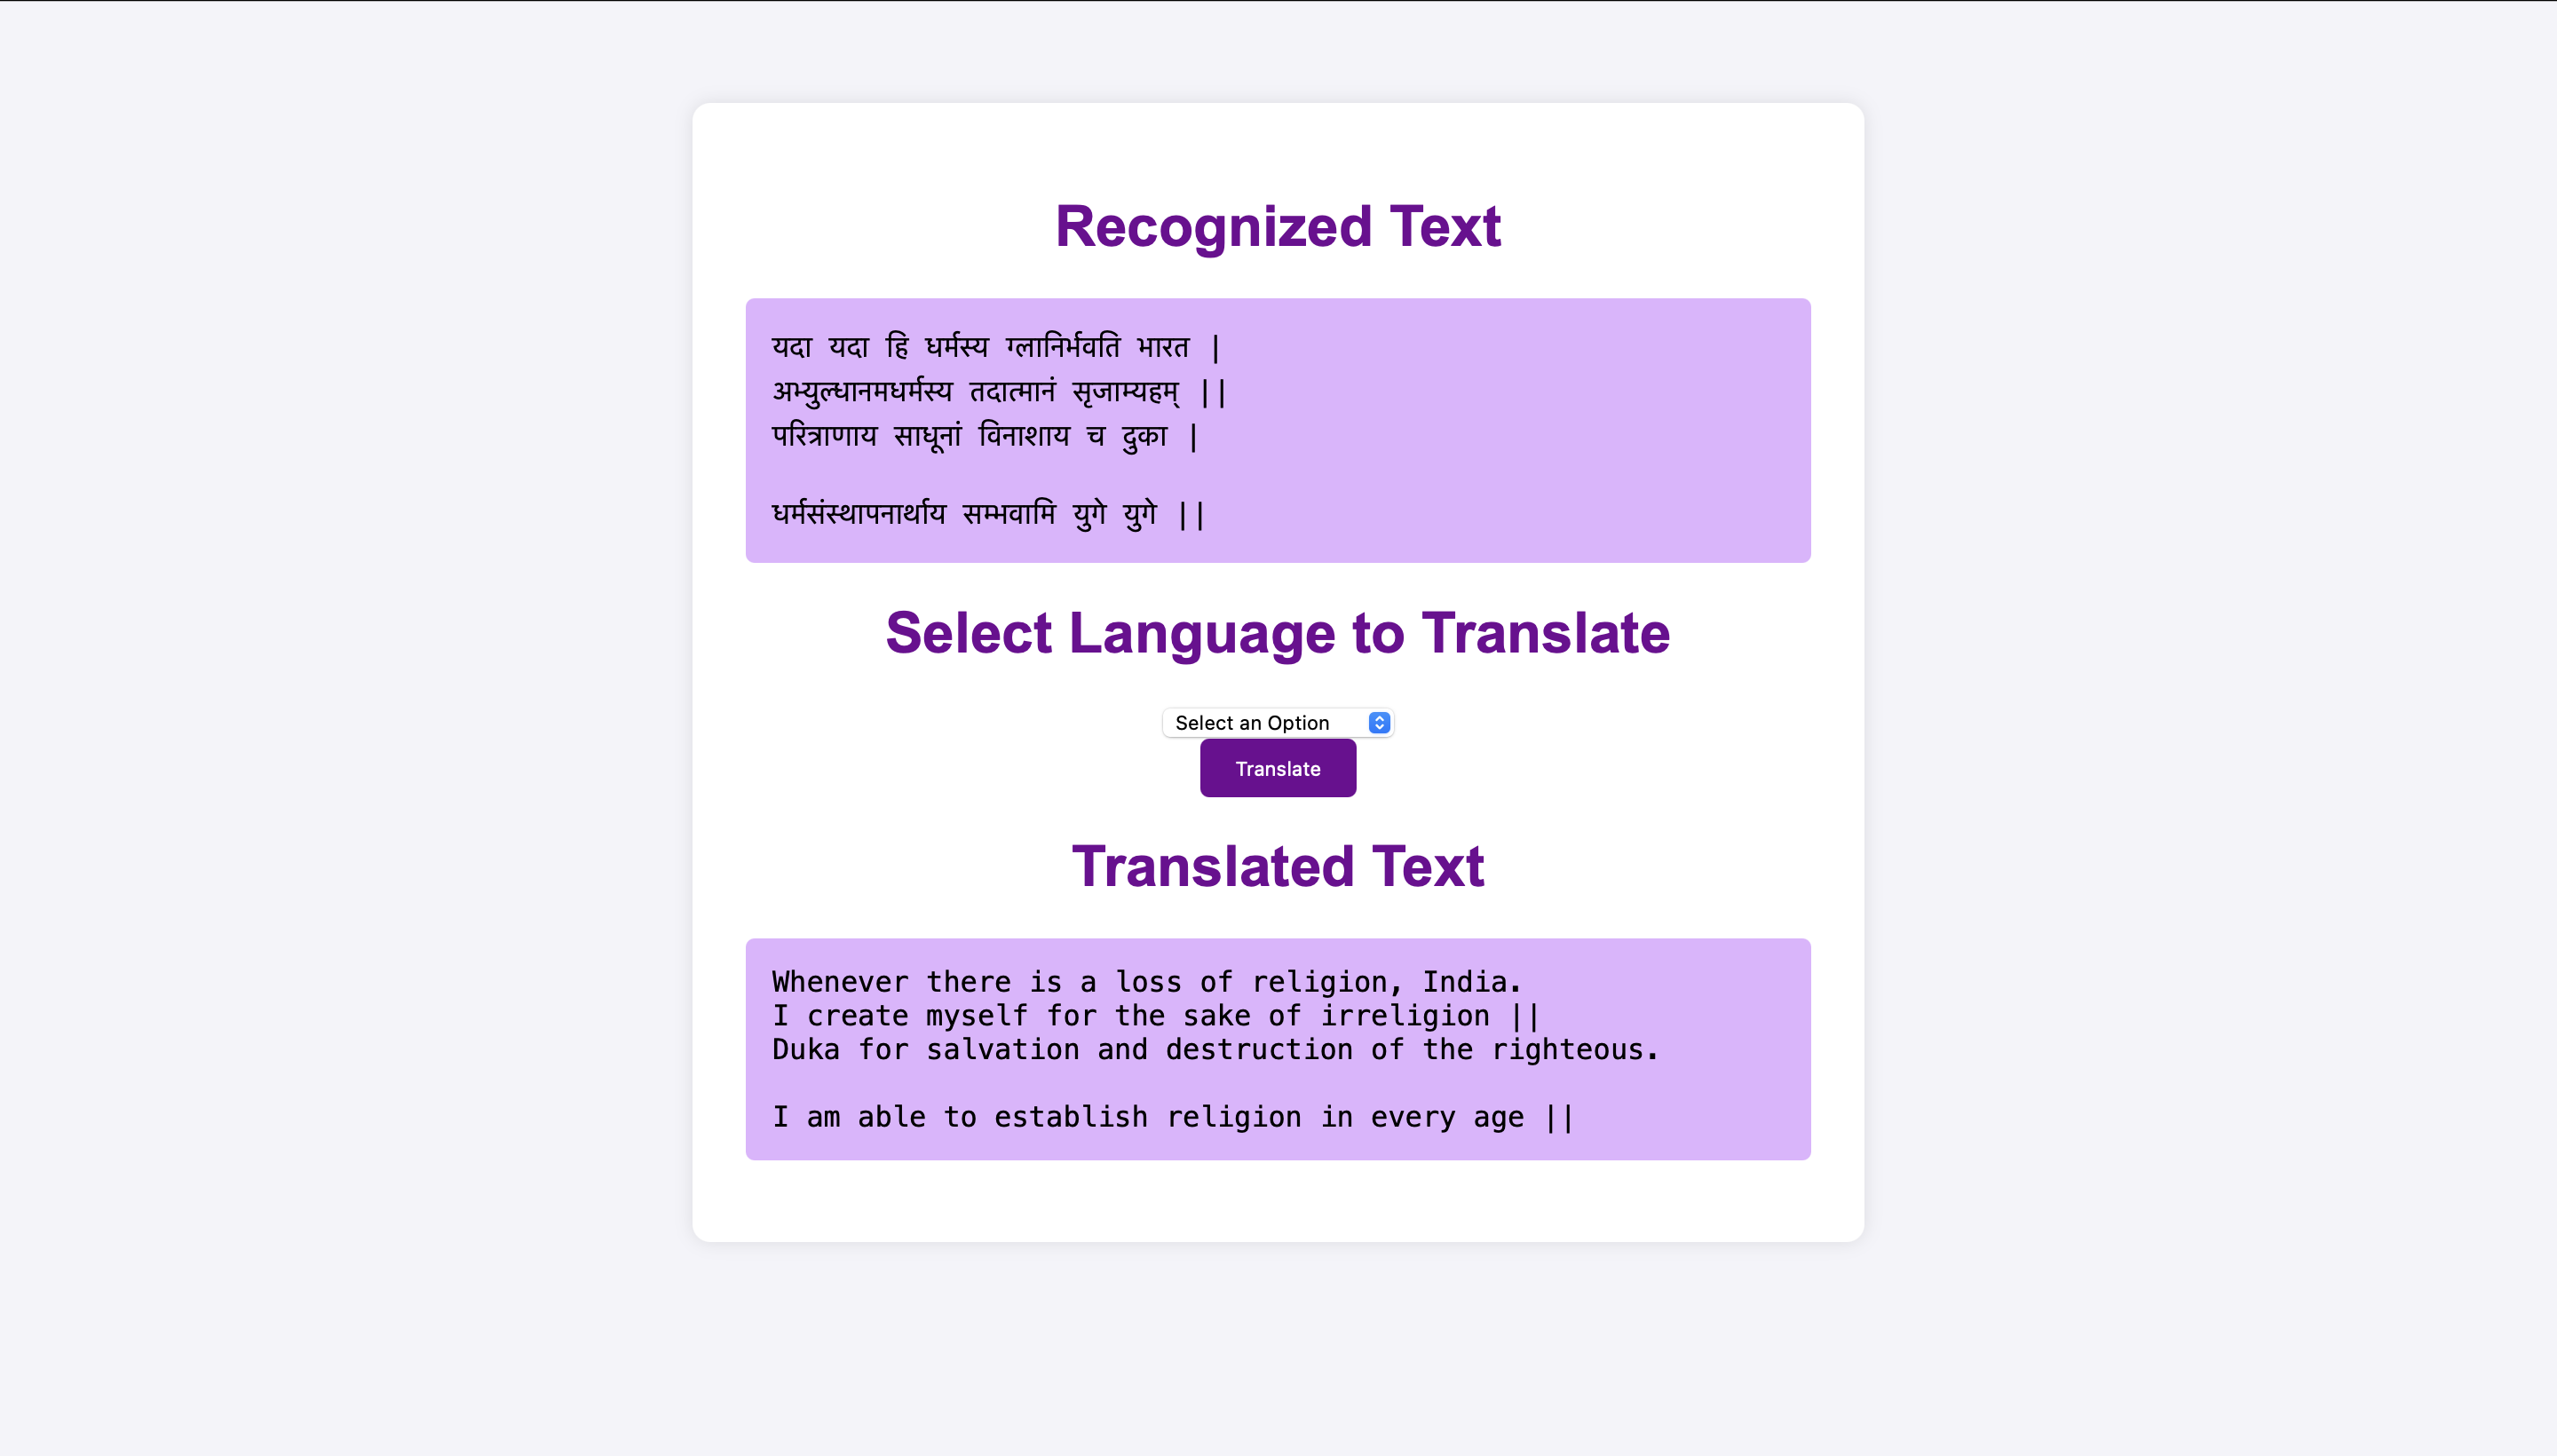 Recognized Text
यदा यदा हि धर्मस्य ग्लानिर्भवति भारत |
अभ्युल्धानमधर्मस्य तदात्मानं सृजाम्यहम् ||
परित्राणाय साधूनां विनाशाय च दुका |
धर्मसंस्थापनार्थाय सम्भवामि युगे युगे ||
Select Language to Translate
Select an Option
Translate
Translated Text
Whenever there is a loss of religion, India.
I create myself for the sake of irreligion ||
Duka for salvation and destruction of the righteous.
I am able to establish religion in every age ||